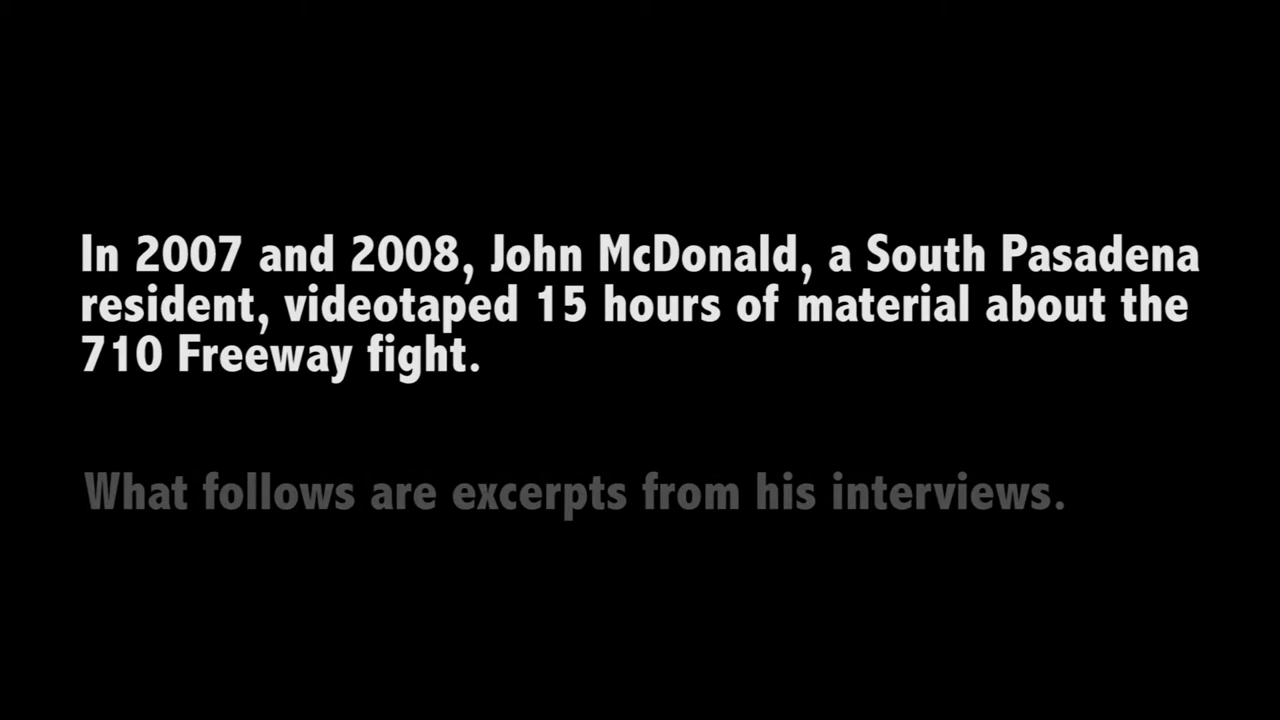 In 2007 and 2008, John McDonald, a South Pasadena
resident, videotaped 15 hours of material about the
710 Freeway fight.
What follows are excerpts from his interviews.